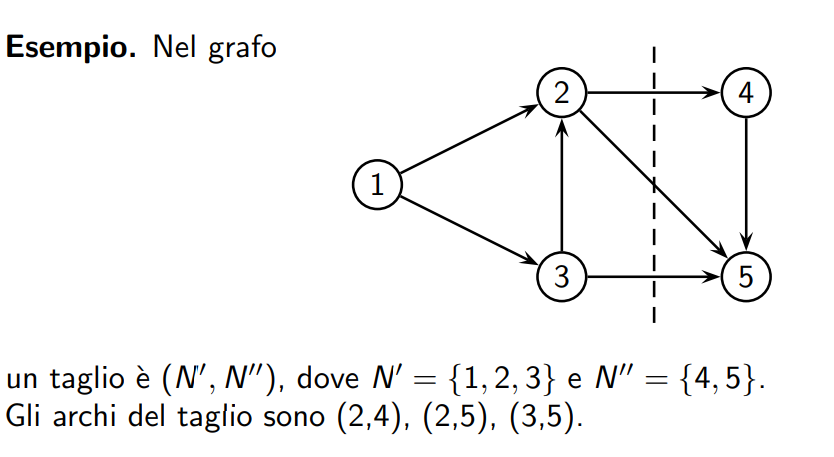 Esempio. Nel grafo
2
4
1
3
5
un taglio è (N′, N″), dove N′ = {1, 2, 3} e N″ = {4, 5}.
Gli archi del taglio sono (2,4), (2,5), (3,5).